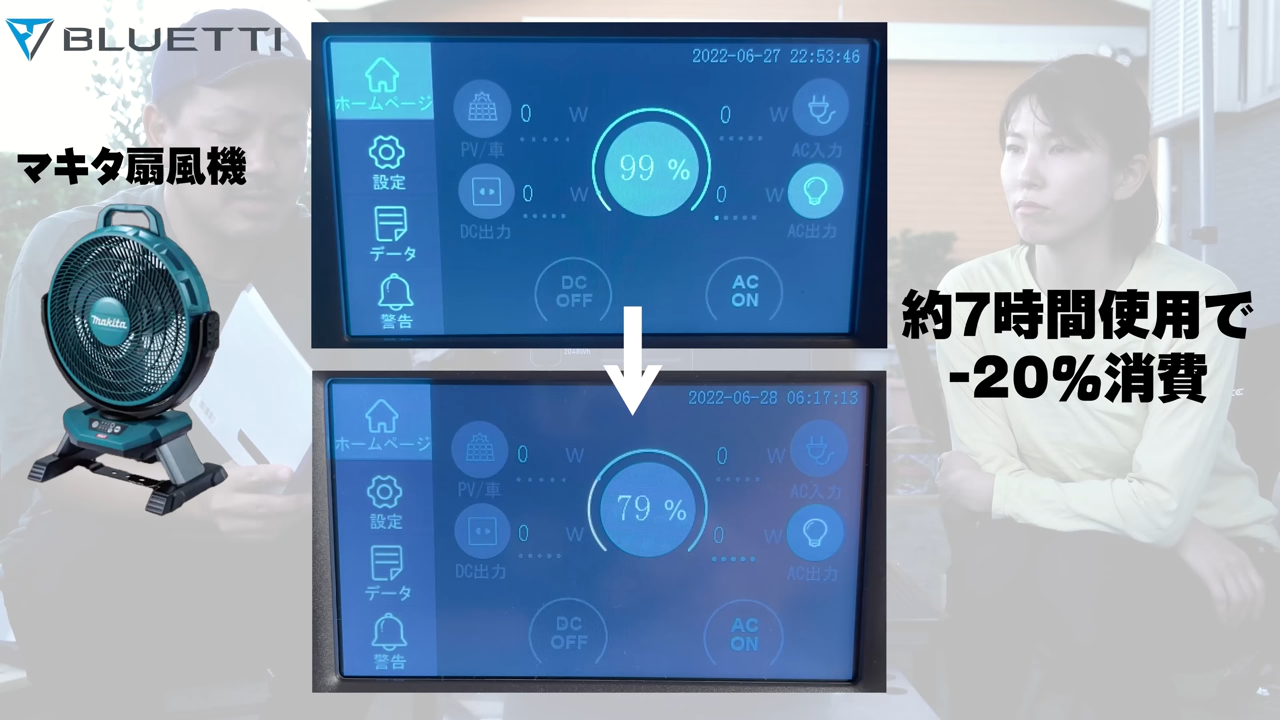 BLUETTI
マキタ扇風機
makita
2022-06-27 22:53:46
ホームページ
設定
データ
警告
0 W
PV/車
0 W
DC出力
99 %
0 W
AC入力
0 W
AC出力
DC
OFF
AC
ON
約7時間使用で
-20%消費
2022-06-28 06:17:13
ホームページ
設定
データ
警告
0 W
PV/車
0 W
DC出力
79 %
0 W
AC入力
0 W
AC出力
DC
OFF
AC
ON